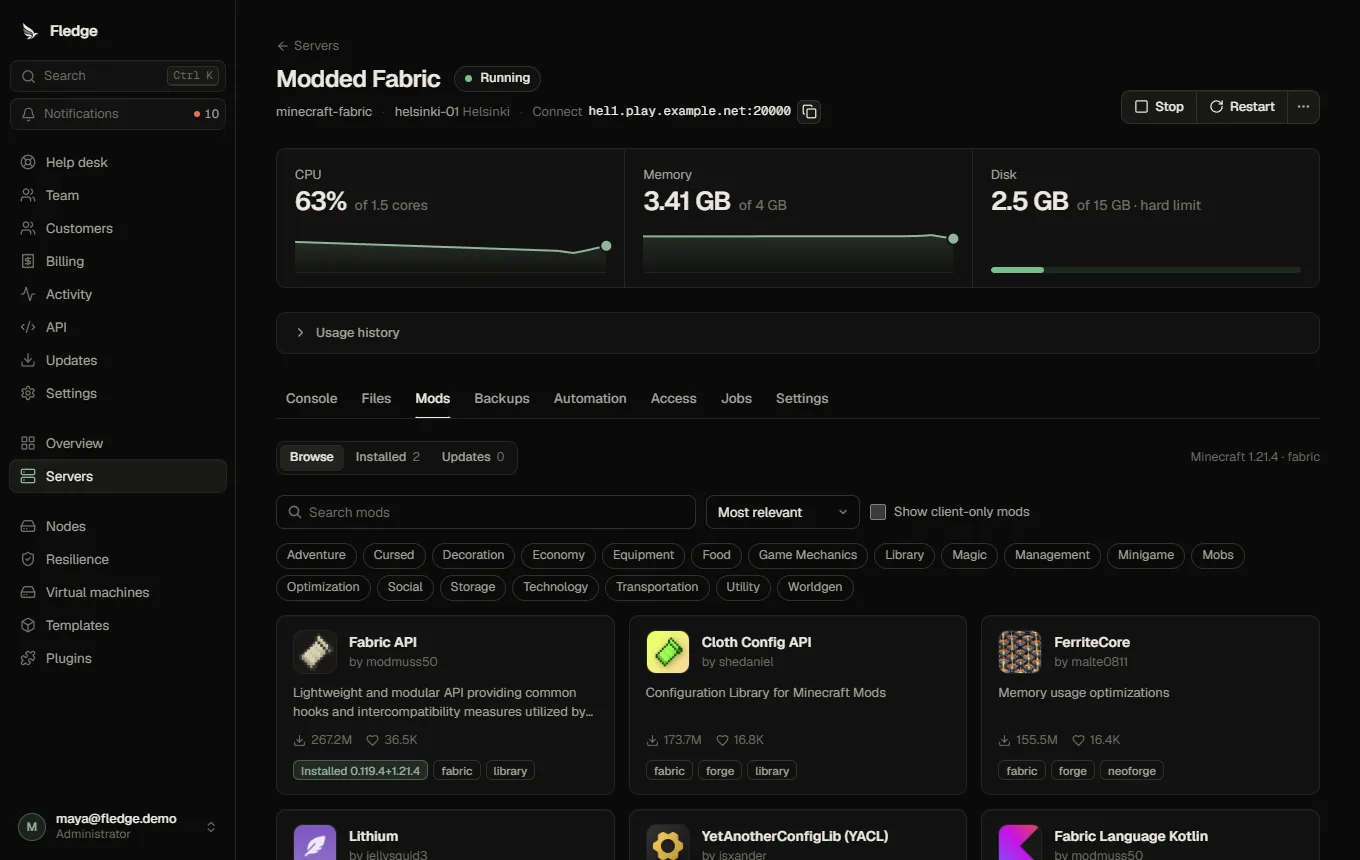 Fledge
Search Ctrl K
Notifications 10
Help desk
Team
Customers
Billing
Activity
API
Updates
Settings
Overview
Servers
Nodes
Resilience
Virtual machines
Templates
Plugins
M
maya@fledge.demo
Administrator
Servers
Modded Fabric Running
minecraft-fabric · helsinki-01 Helsinki · Connect hel1.play.example.net:20000
Stop Restart
CPU
63% of 1.5 cores
Memory
3.41 GB of 4 GB
Disk
2.5 GB of 15 GB · hard limit
Usage history
Console Files Mods Backups Automation Access Jobs Settings
Browse Installed 2 Updates 0
Minecraft 1.21.4 · fabric
Search mods
Most relevant
Show client-only mods
Adventure Cursed Decoration Economy Equipment Food Game Mechanics Library Magic Management Minigame Mobs
Optimization Social Storage Technology Transportation Utility Worldgen
Fabric API
by modmuss50
Lightweight and modular API providing common
hooks and intercompatibility measures utilized by…
267.2M 36.5K
Installed 0.119.4+1.21.4 fabric library
Cloth Config API
by shedaniel
Configuration Library for Minecraft Mods
173.7M 16.8K
fabric forge library
FerriteCore
by malte0811
Memory usage optimizations
155.5M 16.4K
fabric forge neoforge
Lithium
by jellysquid3
YetAnotherConfigLib (YACL)
by isxander
Fabric Language Kotlin
by modmuss50